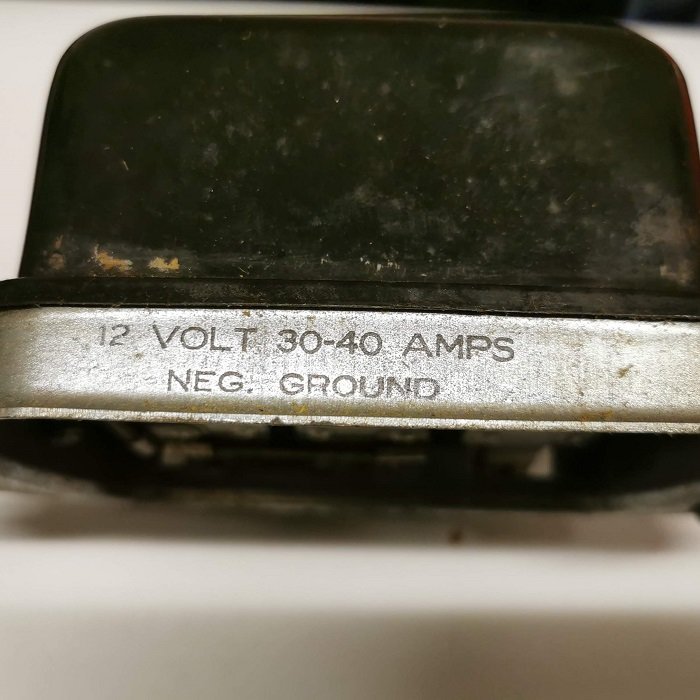 12 VOLT 30-40 AMPS
NEG. GROUND